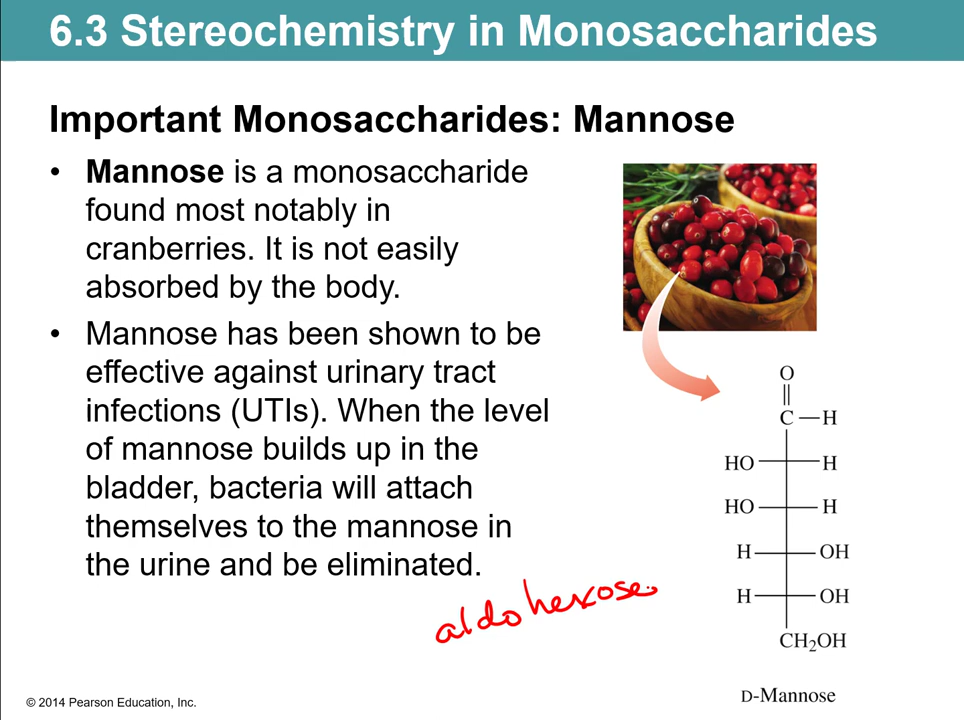 6.3 Stereochemistry in Monosaccharides
Important Monosaccharides: Mannose
• Mannose is a monosaccharide
found most notably in
cranberries. It is not easily
absorbed by the body.
• Mannose has been shown to be
effective against urinary tract
infections (UTIs). When the level
of mannose builds up in the
bladder, bacteria will attach
themselves to the mannose in
the urine and be eliminated.
aldohexose.
O
C—H
HO H
HO H
H OH
H OH
CH₂OH
D-Mannose
© 2014 Pearson Education, Inc.